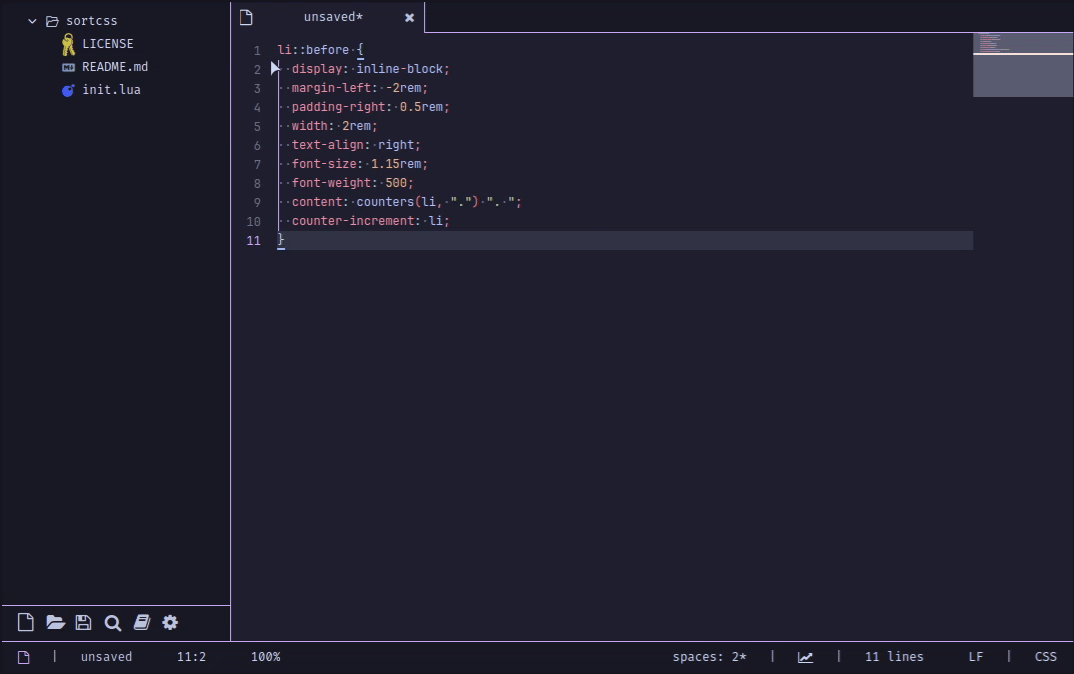 sortcss
LICENSE
README.md
init.lua
unsaved*
1 li::before {
2 display: inline-block;
3 margin-left: -2rem;
4 padding-right: 0.5rem;
5 width: 2rem;
6 text-align: right;
7 font-size: 1.15rem;
8 font-weight: 500;
9 content: counters(li, ".") ". ";
10 counter-increment: li;
11 }
unsaved 11:2 100% spaces: 2* 11 lines LF CSS